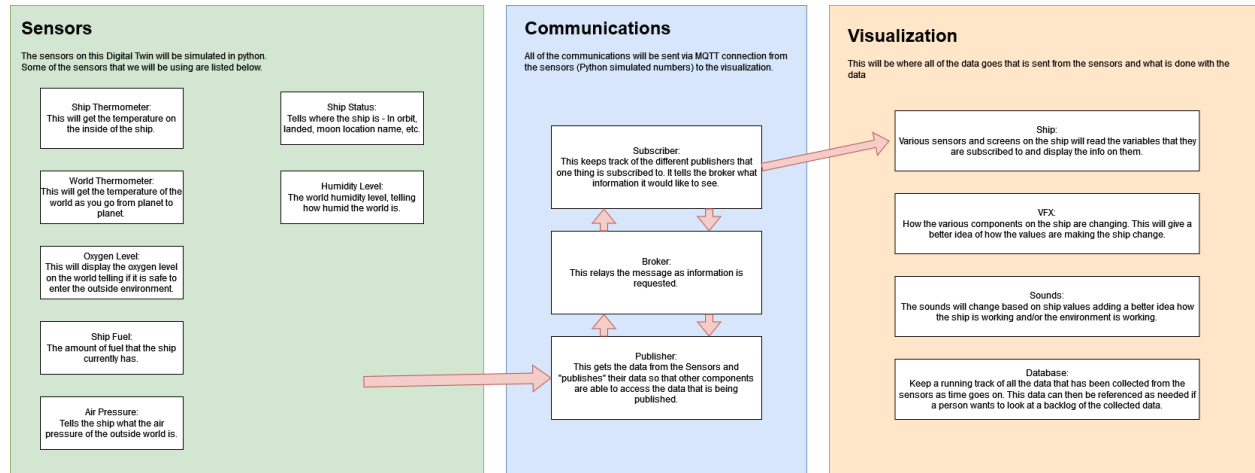 Sensors
The sensors on this Digital Twin will be simulated in python.
Some of the sensors that we will be using are listed below.
Ship Thermometer:
This will get the temperature on
the inside of the ship.
World Thermometer:
This will get the temperature of the
world as you go from planet to
planet.
Oxygen Level:
This will display the oxygen level
on the world telling if it is safe to
enter the outside environment.
Ship Fuel:
The amount of fuel that the ship
currently has.
Air Pressure:
Tells the ship what the air
pressure of the outside world is.
Ship Status:
Tells where the ship is - In orbit,
landed, moon location name, etc.
Humidity Level:
The world humidity level, telling
how humid the world is.
Communications
All of the communications will be sent via MQTT connection from
the sensors (Python simulated numbers) to the visualization.
Subscriber:
This keeps track of the different publishers that
one thing is subscribed to. It tells the broker what
information it would like to see.
Broker:
This relays the message as information is
requested.
Publisher:
This gets the data from the Sensors and
"publishes" their data so that other components
are able to access the data that is being
published.
Visualization
This will be where all of the data goes that is sent from the sensors and what is done with the
data
Ship:
Various sensors and screens on the ship will read the variables that they
are subscribed to and display the info on them.
VFX:
How the various components on the ship are changing. This will give a
better idea of how the values are making the ship change.
Sounds:
The sounds will change based on ship values adding a better idea how
the ship is working and/or the environment is working.
Database:
Keep a running track of all the data that has been collected from the
sensors as time goes on. This data can then be referenced as needed if
a person wants to look at a backlog of the collected data.